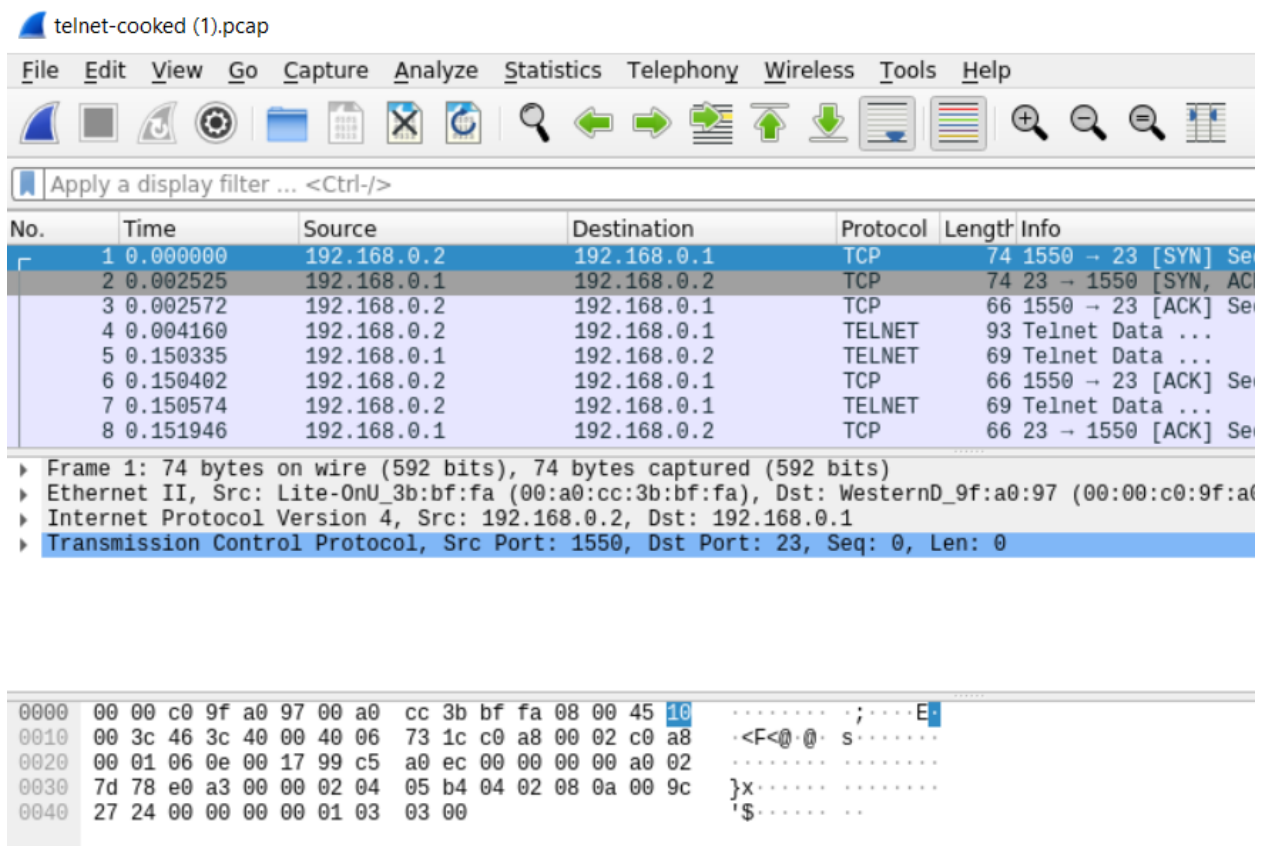 telnet-cooked (1).pcap
File Edit View Go Capture Analyze Statistics Telephony Wireless Tools Help
Apply a display filter ... <Ctrl-/>
No. Time Source Destination Protocol Length Info
1 0.000000 192.168.0.2 192.168.0.1 TCP 74 1550 → 23 [SYN] Se
2 0.002525 192.168.0.1 192.168.0.2 TCP 74 23 → 1550 [SYN, ACK
3 0.002572 192.168.0.2 192.168.0.1 TCP 66 1550 → 23 [ACK] Se
4 0.004160 192.168.0.2 192.168.0.1 TELNET 93 Telnet Data ...
5 0.150335 192.168.0.1 192.168.0.2 TELNET 69 Telnet Data ...
6 0.150402 192.168.0.2 192.168.0.1 TCP 66 1550 → 23 [ACK] Se
7 0.150574 192.168.0.2 192.168.0.1 TELNET 69 Telnet Data ...
8 0.151946 192.168.0.1 192.168.0.2 TCP 66 23 → 1550 [ACK] Se
Frame 1: 74 bytes on wire (592 bits), 74 bytes captured (592 bits)
Ethernet II, Src: Lite-OnU_3b:bf:fa (00:a0:cc:3b:bf:fa), Dst: WesternD_9f:a0:97 (00:00:c0:9f:a0
Internet Protocol Version 4, Src: 192.168.0.2, Dst: 192.168.0.1
Transmission Control Protocol, Src Port: 1550, Dst Port: 23, Seq: 0, Len: 0
0000 00 00 c0 9f a0 97 00 a0 cc 3b bf fa 08 00 45 10 ········ ·;····E·
0010 00 3c 46 3c 40 00 40 06 73 1c c0 a8 00 02 c0 a8 ·<F<@·@· s·······
0020 00 01 06 0e 00 17 99 c5 a0 ec 00 00 00 00 a0 02 ········ ········
0030 7d 78 e0 a3 00 00 02 04 05 b4 04 02 08 0a 00 9c }x······ ········
0040 27 24 00 00 00 00 01 03 03 00 '$······ ··